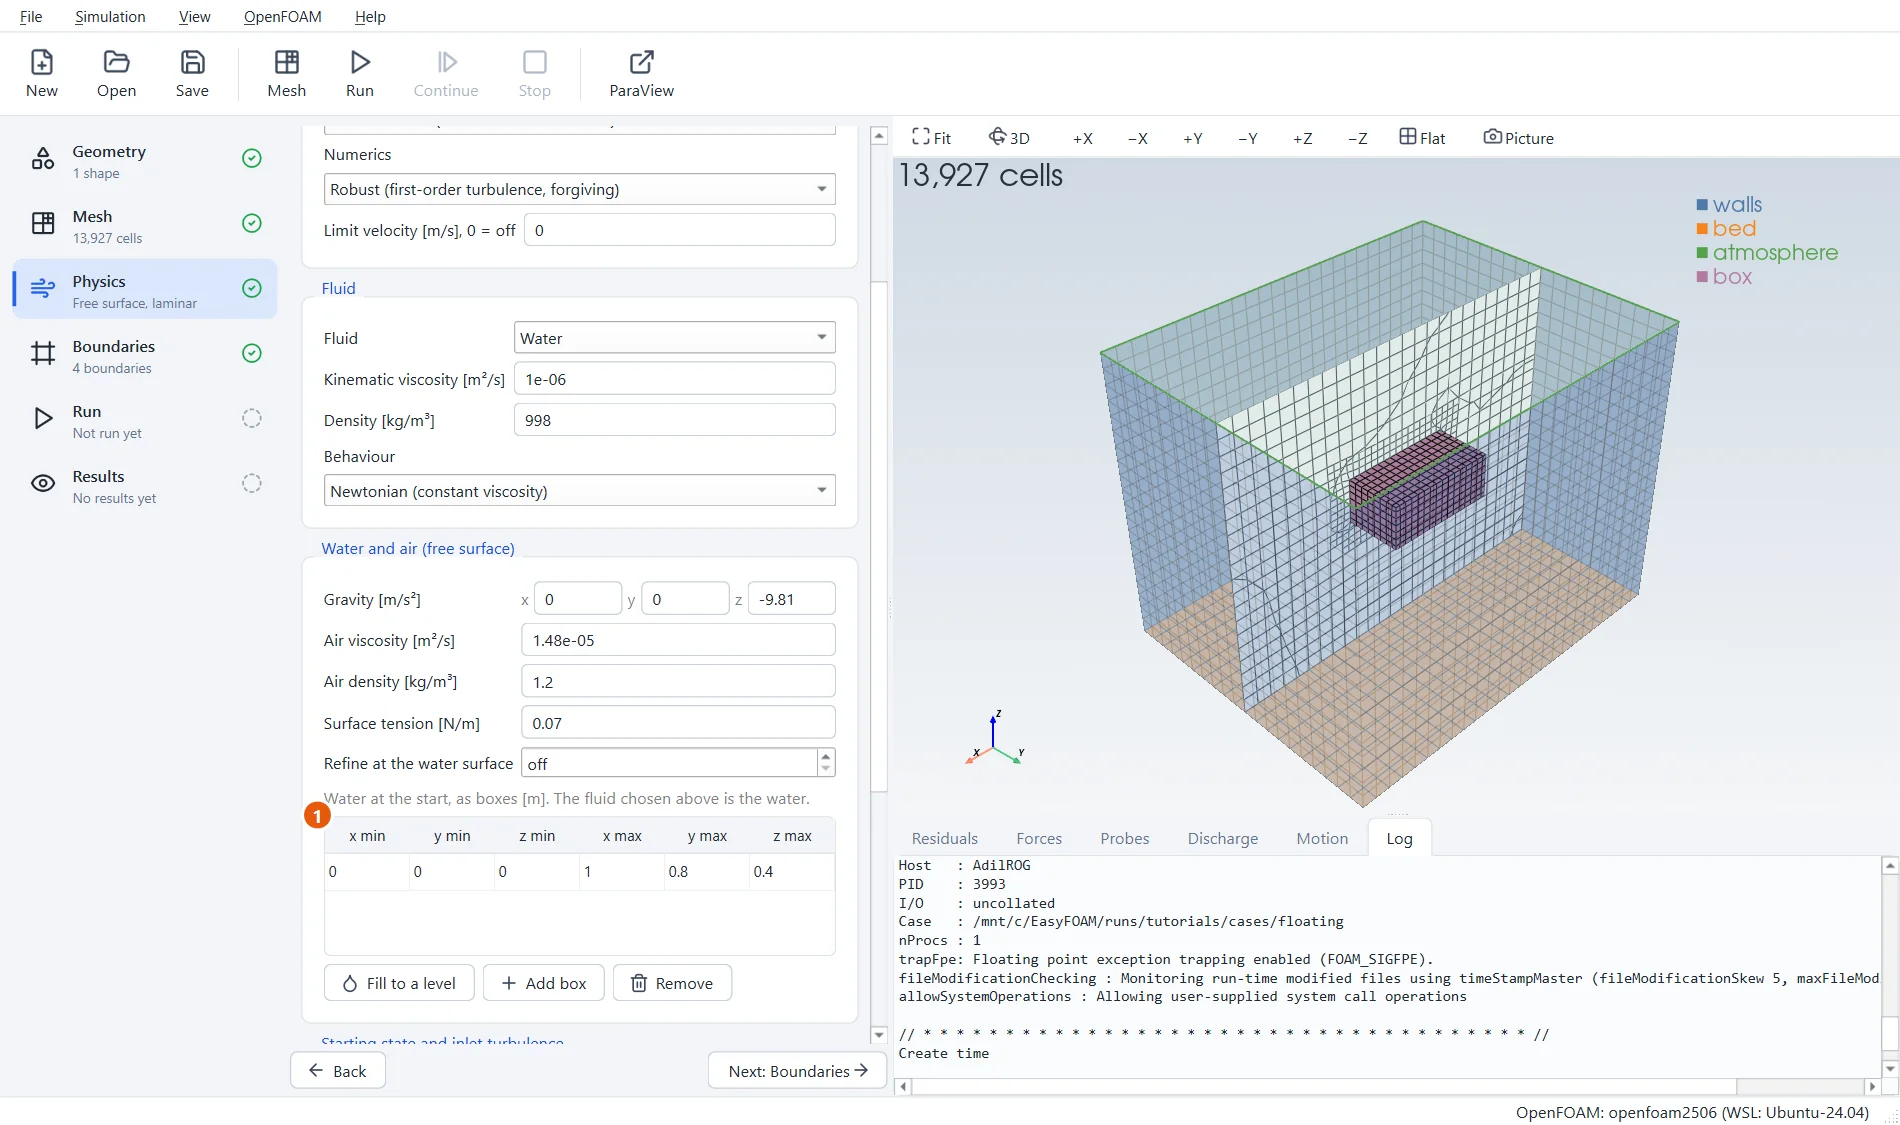 File Simulation View OpenFOAM Help
New Open Save Mesh Run Continue Stop ParaView
Geometry
1 shape
Mesh
13,927 cells
Physics
Free surface, laminar
Boundaries
4 boundaries
Run
Not run yet
Results
No results yet
Numerics
Robust (first-order turbulence, forgiving)
Limit velocity [m/s], 0 = off 0
Fluid
Fluid Water
Kinematic viscosity [m²/s] 1e-06
Density [kg/m³] 998
Behaviour
Newtonian (constant viscosity)
Water and air (free surface)
Gravity [m/s²] x 0 y 0 z -9.81
Air viscosity [m²/s] 1.48e-05
Air density [kg/m³] 1.2
Surface tension [N/m] 0.07
Refine at the water surface off
Water at the start, as boxes [m]. The fluid chosen above is the water.
1
x min y min z min x max y max z max
0 0 0 1 0.8 0.4
Fill to a level Add box Remove
Starting state and inlet turbulence
Back Next: Boundaries
Fit 3D +X −X +Y −Y +Z −Z Flat Picture
13,927 cells
walls
bed
atmosphere
box
z
x
Y
Residuals Forces Probes Discharge Motion Log
Host : AdilROG
PID : 3993
I/O : uncollated
Case : /mnt/c/EasyFOAM/runs/tutorials/cases/floating
nProcs : 1
trapFpe: Floating point exception trapping enabled (FOAM_SIGFPE).
fileModificationChecking : Monitoring run-time modified files using timeStampMaster (fileModificationSkew 5, maxFileMod
allowSystemOperations : Allowing user-supplied system call operations
// * * * * * * * * * * * * * * * * * * * * * * * * * * * * * * * * * * * * * //
Create time
OpenFOAM: openfoam2506 (WSL: Ubuntu-24.04)